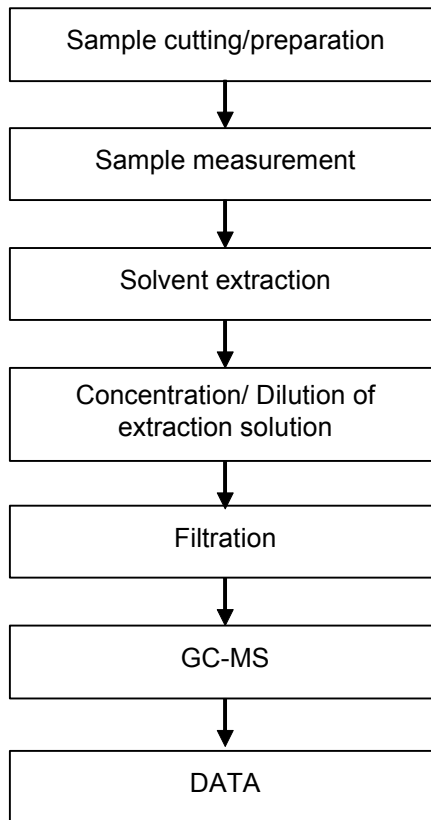 Sample cutting/preparation
Sample measurement
Solvent extraction
Concentration/ Dilution of
extraction solution
Filtration
GC-MS
DATA